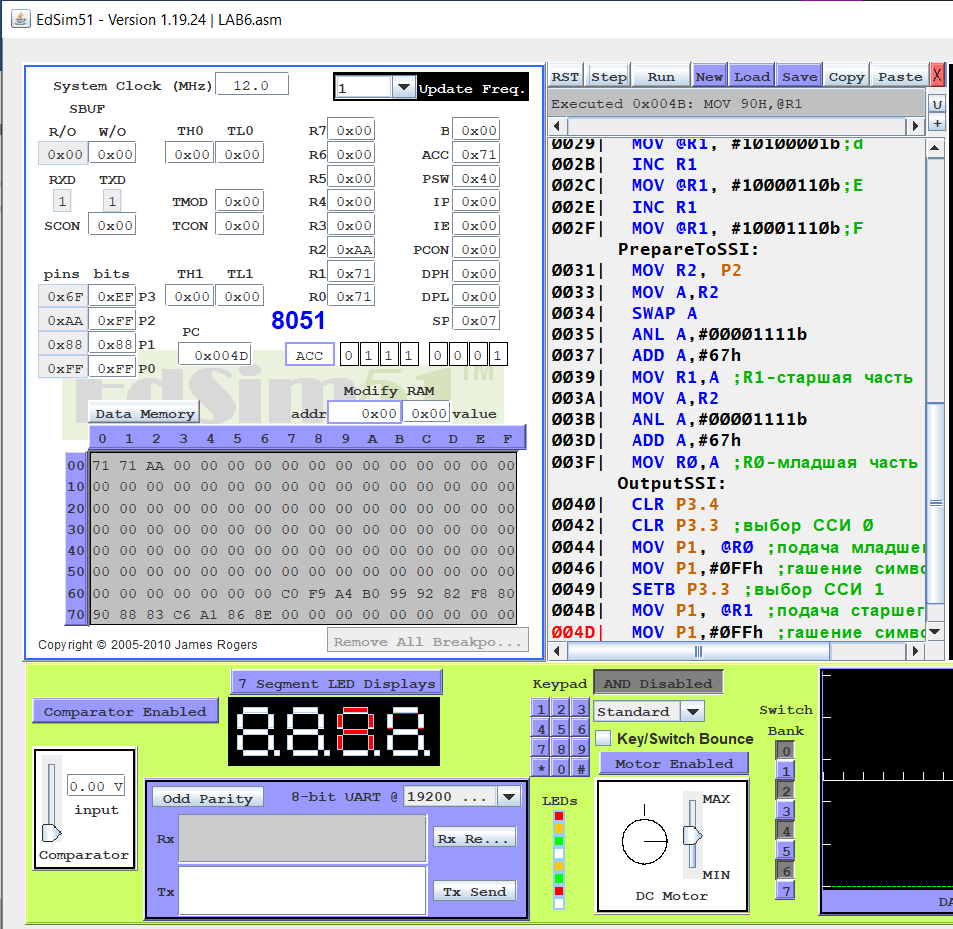 EdSim51 - Version 1.19.24 | LAB6.asm
System Clock (MHz) 12.0
1 Update Freq.
SBUF
R/O W/O TH0 TL0 R7 0x00 B 0x00
0x00 0x00 0x00 0x00 R6 0x00 ACC 0x71
RXD TXD R5 0x00 PSW 0x40
1 1 TMOD 0x00 R4 0x00 IP 0x00
SCON 0x00 TCON 0x00 R3 0x00 IE 0x00
R2 0xAA PCON 0x00
pins bits TH1 TL1 R1 0x71 DPH 0x00
0x6F 0xEF P3 0x00 0x00 R0 0x71 DPL 0x00
0xAA 0xFF P2 8051 SP 0x07
0x88 0x88 P1 PC
0xFF 0xFF P0 0x004D ACC 0 1 1 1 0 0 0 1
EdSim51™
Modify RAM
Data Memory addr 0x00 0x00 value
0 1 2 3 4 5 6 7 8 9 A B C D E F
00 71 71 AA 00 00 00 00 00 00 00 00 00 00 00 00 00
10 00 00 00 00 00 00 00 00 00 00 00 00 00 00 00 00
20 00 00 00 00 00 00 00 00 00 00 00 00 00 00 00 00
30 00 00 00 00 00 00 00 00 00 00 00 00 00 00 00 00
40 00 00 00 00 00 00 00 00 00 00 00 00 00 00 00 00
50 00 00 00 00 00 00 00 00 00 00 00 00 00 00 00 00
60 00 00 00 00 00 00 00 C0 F9 A4 B0 99 92 82 F8 80
70 90 88 83 C6 A1 86 8E 00 00 00 00 00 00 00 00 00
Copyright © 2005-2010 James Rogers Remove All Breakpo...
RST Step Run New Load Save Copy Paste X
Executed 0x004B: MOV 90H,@R1
U
+
0029| MOV @R1, #10100001b;d
002B| INC R1
002C| MOV @R1, #10000110b;E
002E| INC R1
002F| MOV @R1, #10001110b;F
PrepareToSSI:
0031| MOV R2, P2
0033| MOV A,R2
0034| SWAP A
0035| ANL A,#00001111b
0037| ADD A,#67h
0039| MOV R1,A ;R1-старшая часть
003A| MOV A,R2
003B| ANL A,#00001111b
003D| ADD A,#67h
003F| MOV R0,A ;R0-младшая часть
OutputSSI:
0040| CLR P3.4
0042| CLR P3.3 ;выбор ССИ 0
0044| MOV P1, @R0 ;подача младшей
0046| MOV P1,#0FFh ;гашение симво
0049| SETB P3.3 ;выбор ССИ 1
004B| MOV P1, @R1 ;подача старшег
004D| MOV P1,#0FFh ;гашение симво
7 Segment LED Displays
Comparator Enabled
8.8.8.8.
0.00 V
input
Comparator
Odd Parity 8-bit UART @ 19200 ...
Rx Rx Re...
Tx Tx Send
Keypad AND Disabled
1 2 3 Standard
4 5 6
7 8 9 Key/Switch Bounce
* 0 # Motor Enabled
LEDs
MAX
MIN
DC Motor
Switch
Bank
0
1
2
3
4
5
6
7